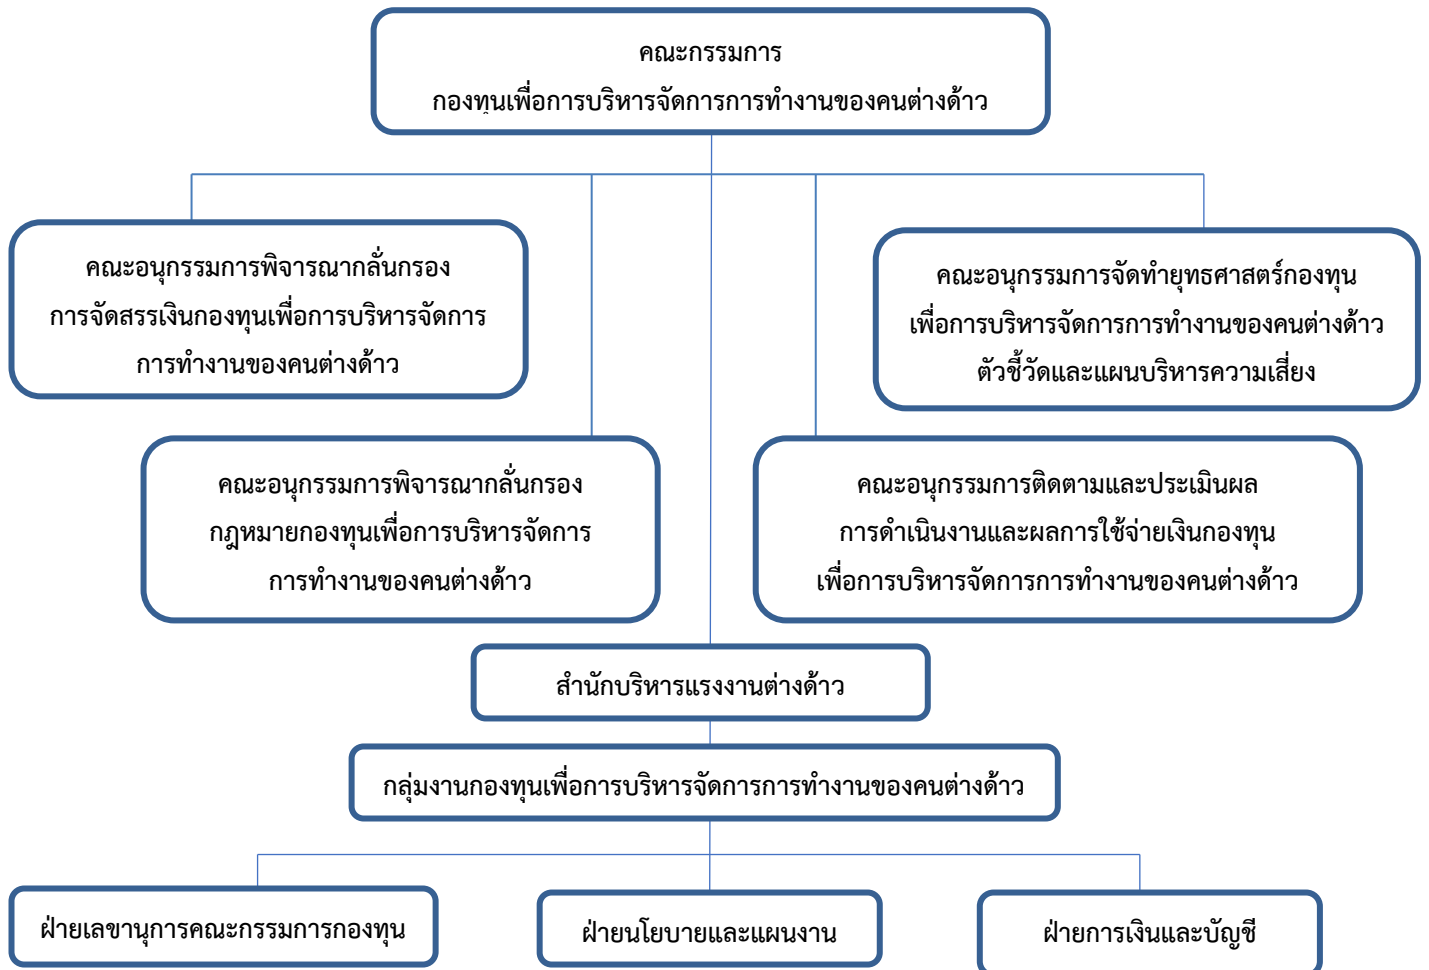 คณะกรรมการ
กองทุนเพื่อการบริหารจัดการการทำงานของคนต่างด้าว
คณะอนุกรรมการพิจารณากลั่นกรอง
การจัดสรรเงินกองทุนเพื่อการบริหารจัดการ
การทำงานของคนต่างด้าว
คณะอนุกรรมการจัดทำยุทธศาสตร์กองทุน
เพื่อการบริหารจัดการการทำงานของคนต่างด้าว
ตัวชี้วัดและแผนบริหารความเสี่ยง
คณะอนุกรรมการพิจารณากลั่นกรอง
กฎหมายกองทุนเพื่อการบริหารจัดการ
การทำงานของคนต่างด้าว
คณะอนุกรรมการติดตามและประเมินผล
การดำเนินงานและผลการใช้จ่ายเงินกองทุน
เพื่อการบริหารจัดการการทำงานของคนต่างด้าว
สำนักบริหารแรงงานต่างด้าว
กลุ่มงานกองทุนเพื่อการบริหารจัดการการทำงานของคนต่างด้าว
ฝ่ายเลขานุการคณะกรรมการกองทุน
ฝ่ายนโยบายและแผนงาน
ฝ่ายการเงินและบัญชี